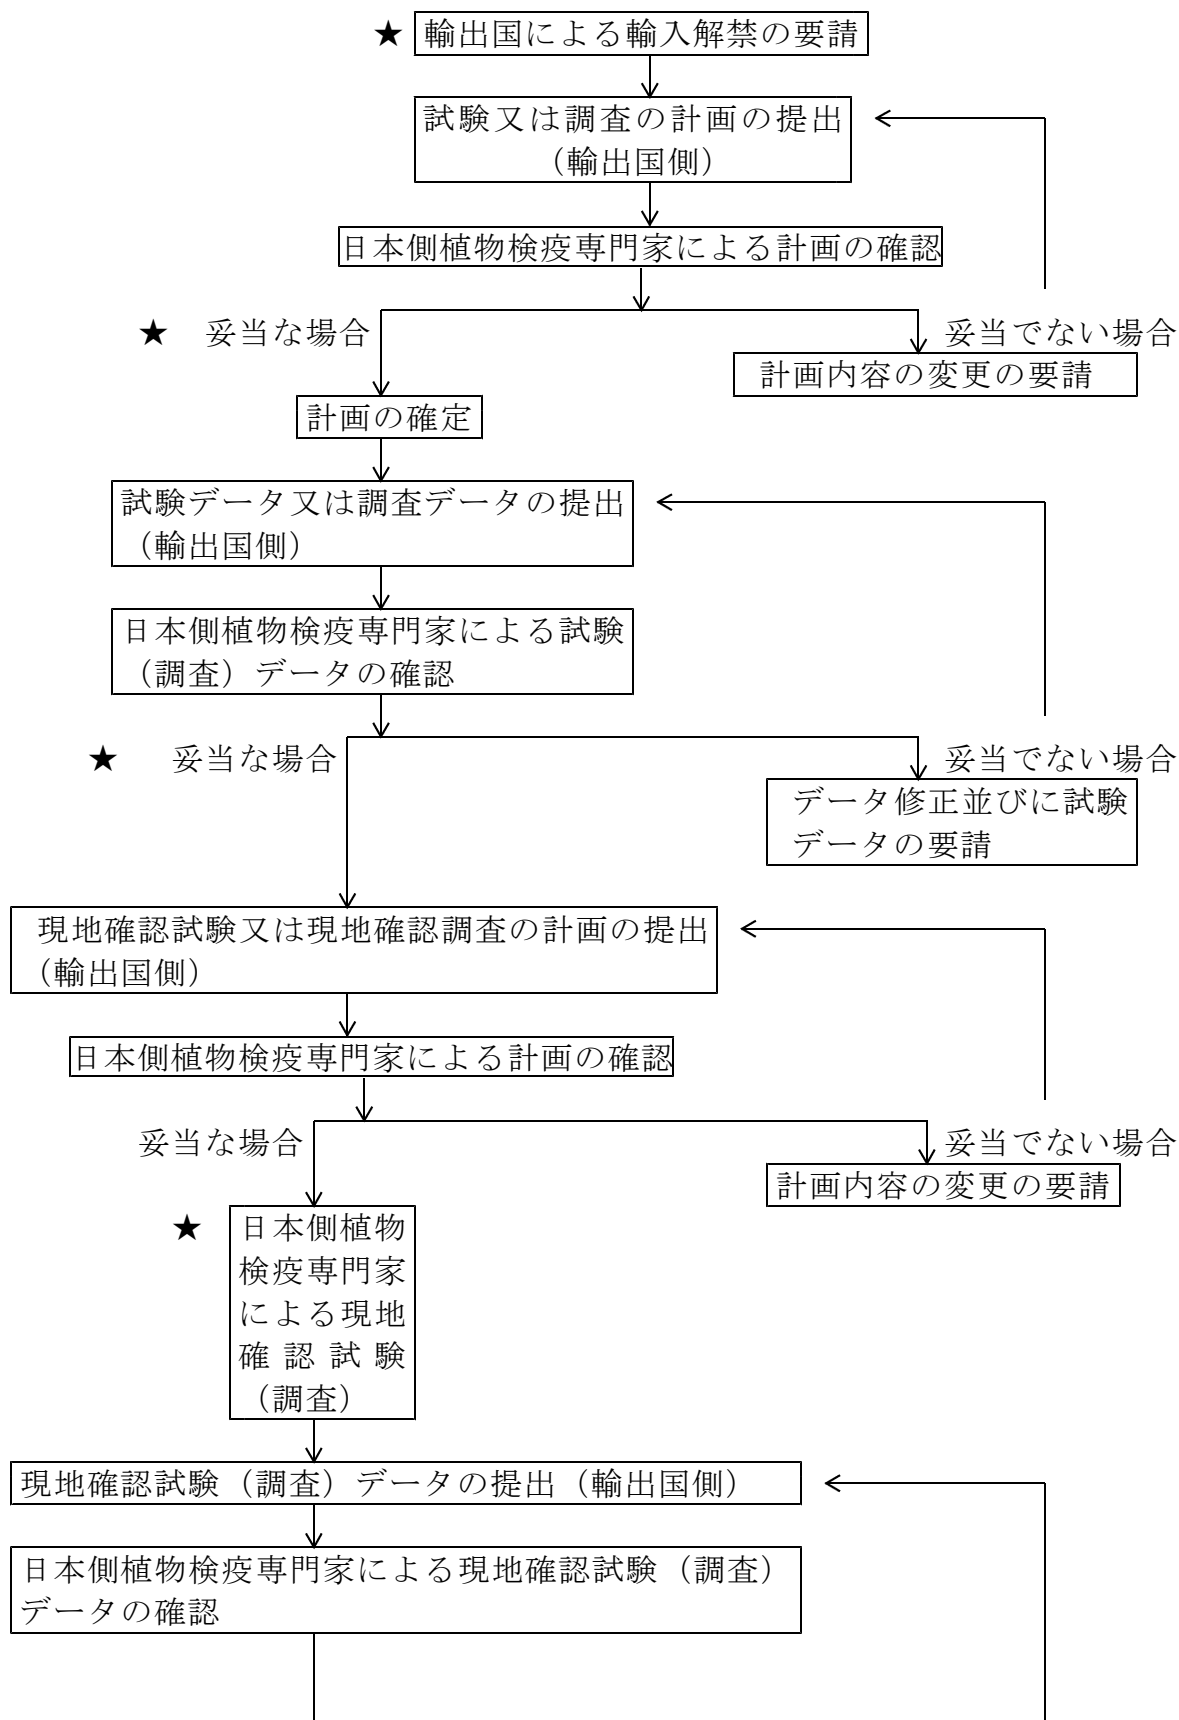 ★ 輸出国による輸入解禁の要請
試験又は調査の計画の提出
（輸出国側）
日本側植物検疫専門家による計画の確認
★ 妥当な場合
妥当でない場合
計画内容の変更の要請
計画の確定
試験データ又は調査データの提出
（輸出国側）
日本側植物検疫専門家による試験
（調査）データの確認
★ 妥当な場合
妥当でない場合
データ修正並びに試験
データの要請
現地確認試験又は現地確認調査の計画の提出
（輸出国側）
日本側植物検疫専門家による計画の確認
妥当な場合
妥当でない場合
計画内容の変更の要請
★ 日本側植物
検疫専門家
による現地
確認試験
（調査）
現地確認試験（調査）データの提出（輸出国側）
日本側植物検疫専門家による現地確認試験（調査）
データの確認